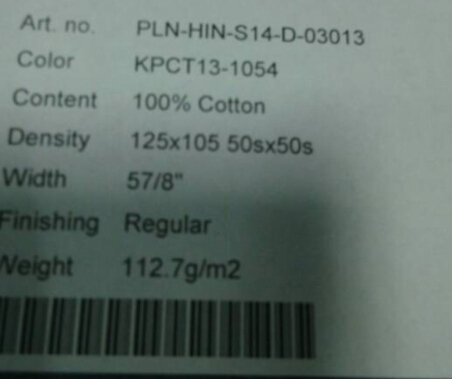 Art. no. PLN-HIN-S14-D-03013
Color KPCT13-1054
Content 100% Cotton
Density 125x105 50sx50s
Width 57/8"
Finishing Regular
Weight 112.7g/m2